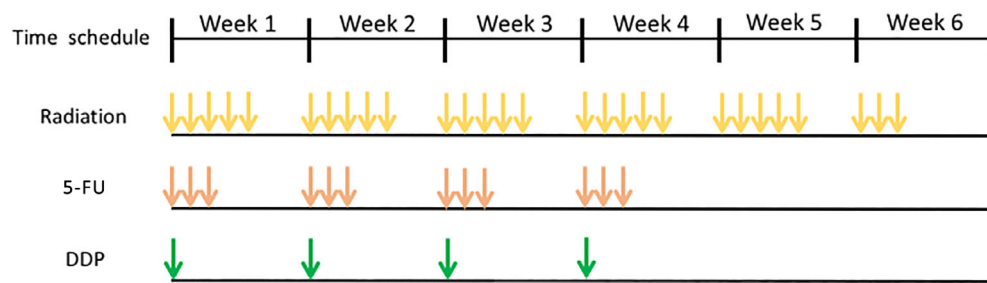 Time schedule Week 1 Week 2 Week 3 Week 4 Week 5 Week 6
Radiation
5-FU
DDP